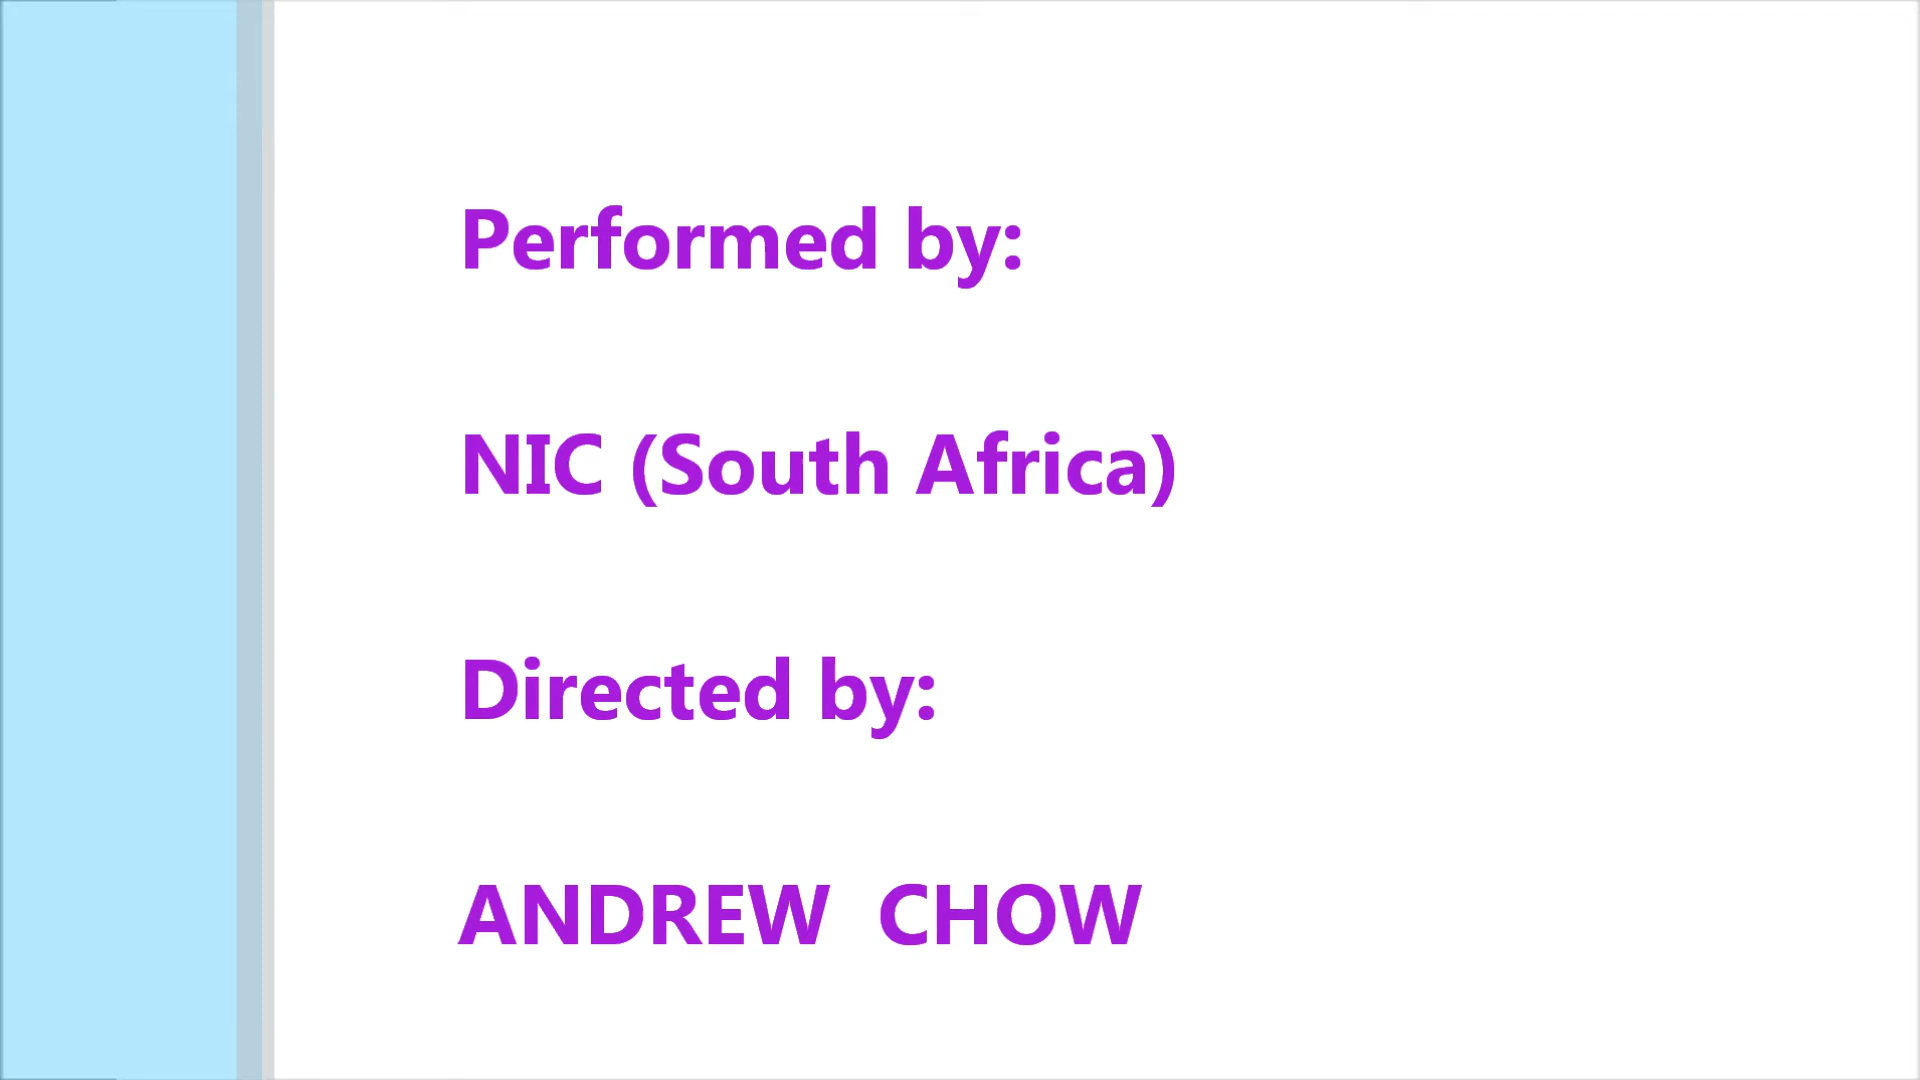 Performed by:
NIC (South Africa)
Directed by:
ANDREW  CHOW